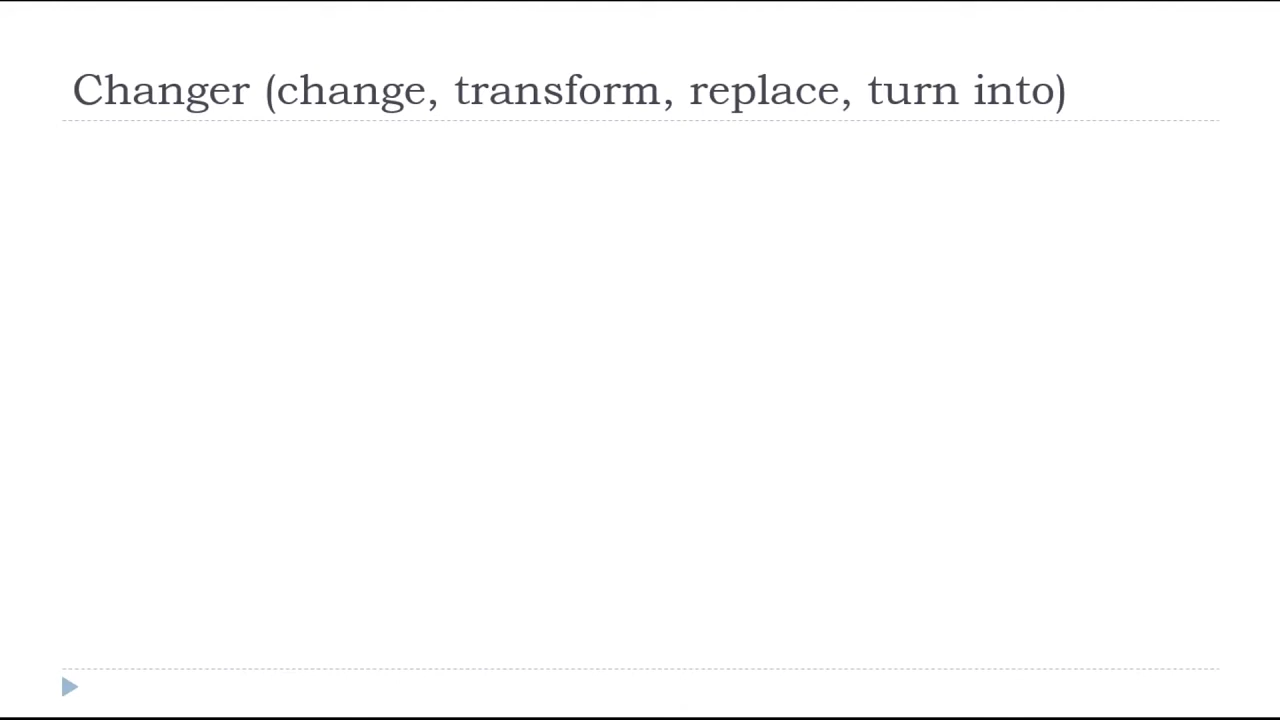 Changer (change, transform, replace, turn into)